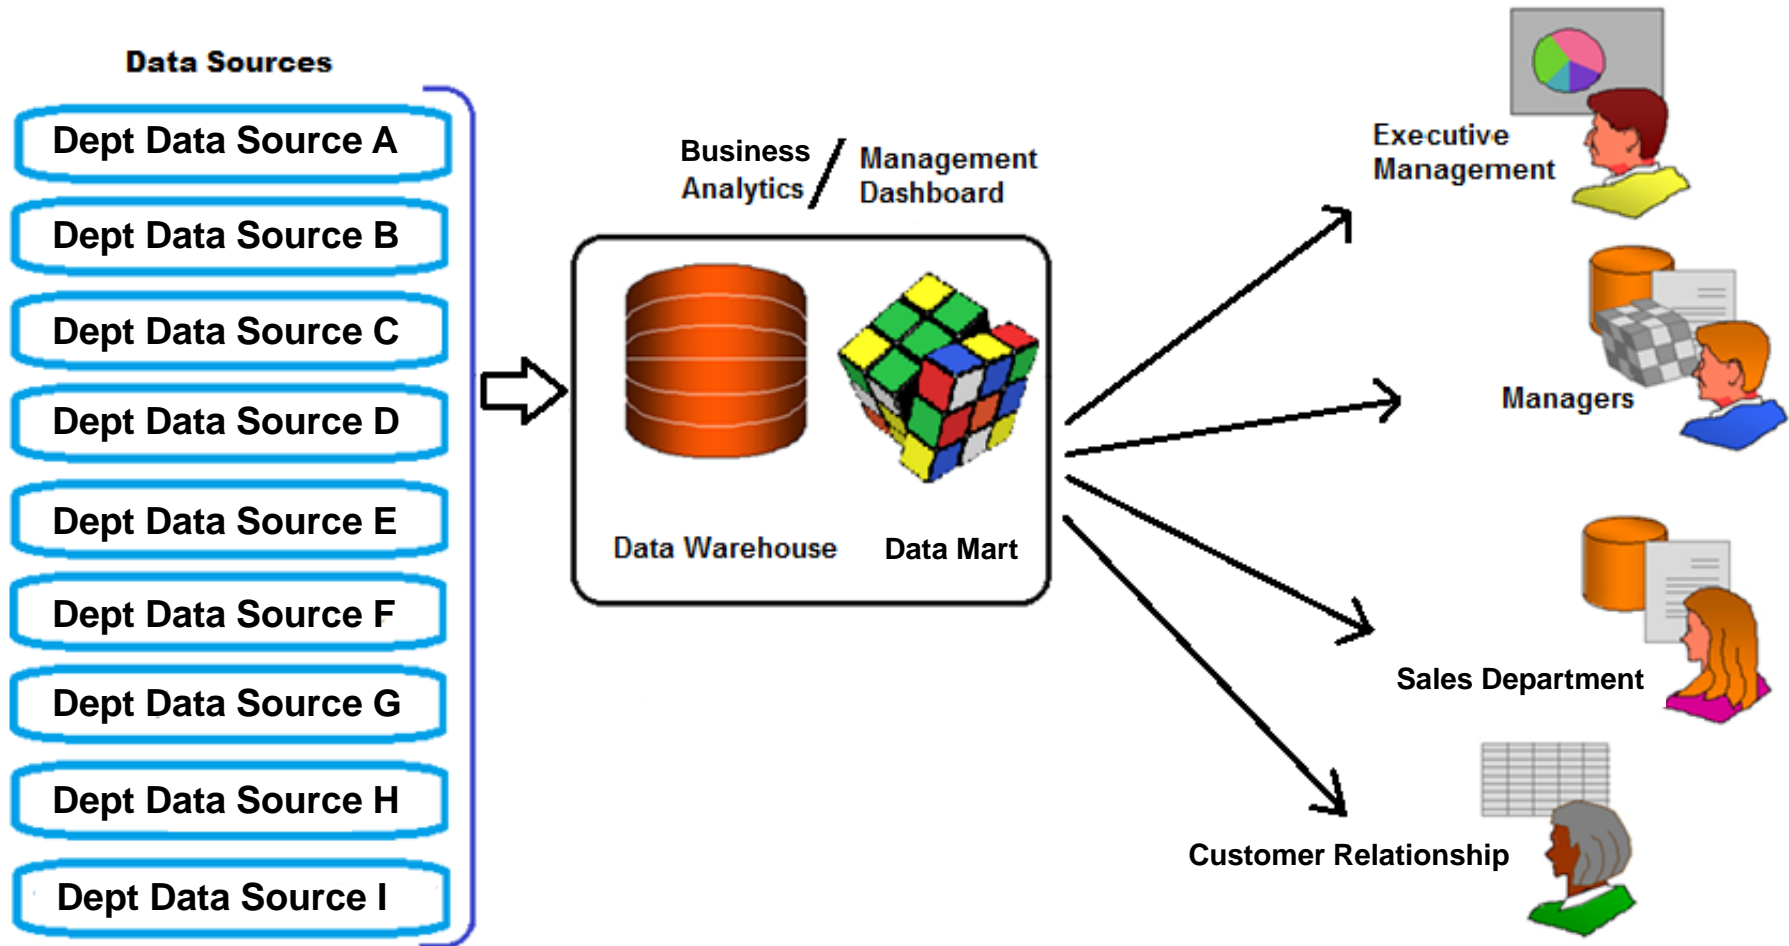 Data Sources
Dept Data Source A
Dept Data Source B
Dept Data Source C
Dept Data Source D
Dept Data Source E
Dept Data Source F
Dept Data Source G
Dept Data Source H
Dept Data Source I
Business
Analytics
/
Management
Dashboard
Data Warehouse
Data Mart
Executive
Management
Managers
Sales Department
Customer Relationship